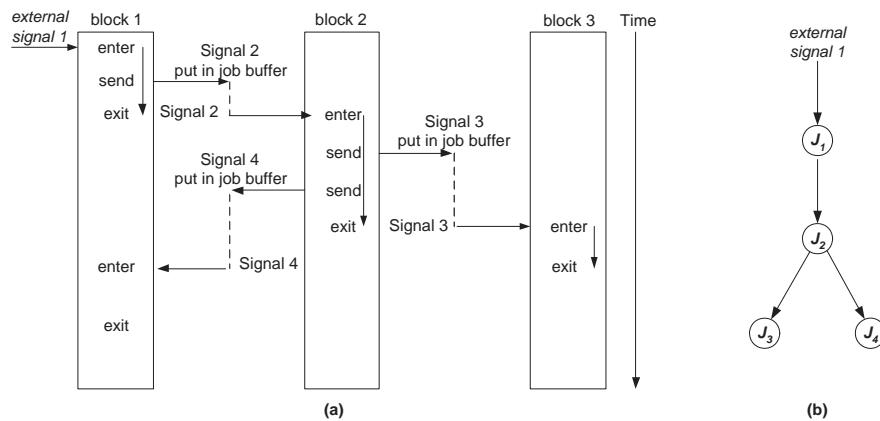 external
signal 1
block 1
block 2
block 3
Time
enter
send
exit
Signal 2
put in job buffer
Signal 2
enter
send
send
exit
Signal 3
put in job buffer
Signal 4
put in job buffer
Signal 3
enter
exit
Signal 4
enter
exit
(a)
external
signal 1
J1
J2
J3
J4
(b)